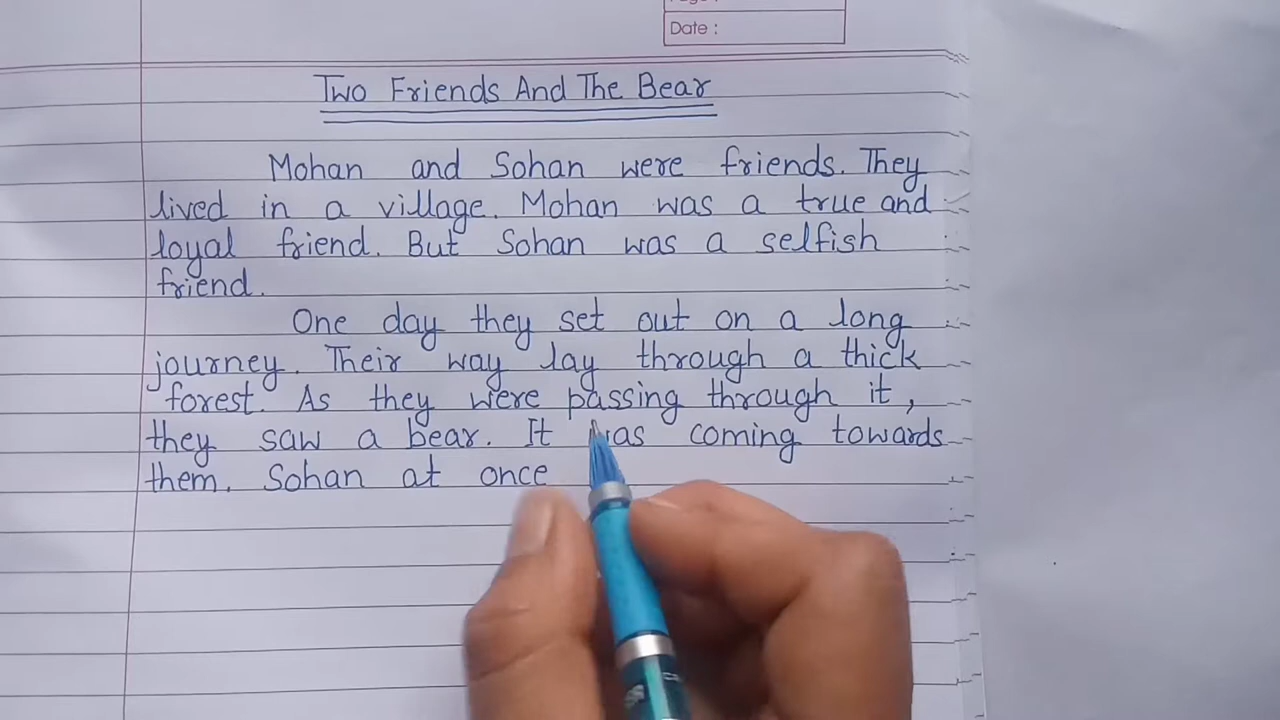 Date :
Two Friends And The Bear
Mohan and Sohan were friends. They
lived in a village. Mohan was a true and
loyal friend. But Sohan was a selfish
friend.
One day they set out on a long
journey. Their way lay through a thick
forest. As they were passing through it,
they saw a bear. It was coming towards
them. Sohan at once